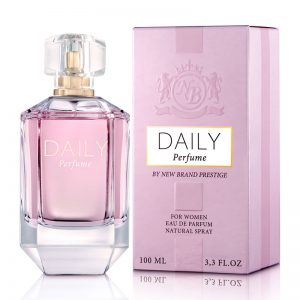 DAILY
Perfume
NB
DAILY
Perfume
BY NEW BRAND PRESTIGE
FOR WOMEN
EAU DE PARFUM
NATURAL SPRAY
100 ML 3,3 FL.OZ